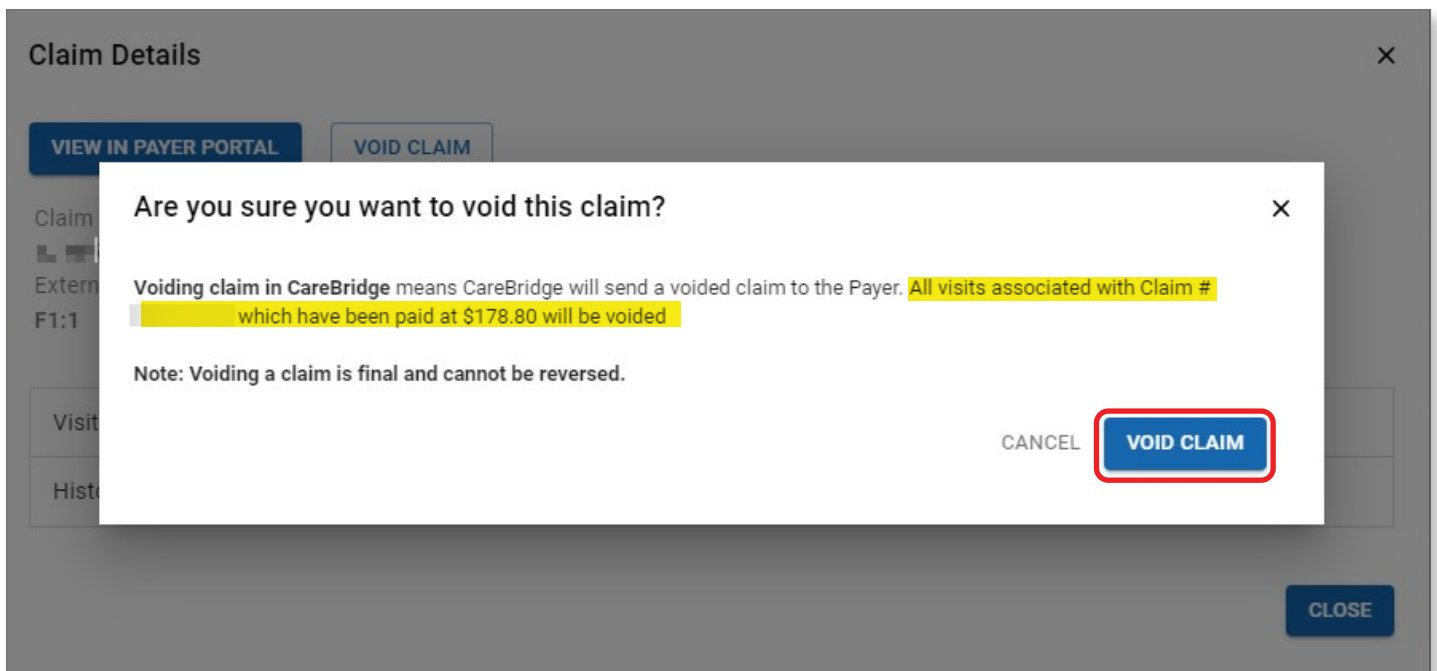 Claim Details
VIEW IN PAYER PORTAL
VOID CLAIM
Are you sure you want to void this claim?
Claim
Extern
F1:1
Voiding claim in CareBridge means CareBridge will send a voided claim to the Payer. All visits associated with Claim #
which have been paid at $178.80 will be voided
Note: Voiding a claim is final and cannot be reversed.
Visit
Histo
CANCEL
VOID CLAIM
CLOSE